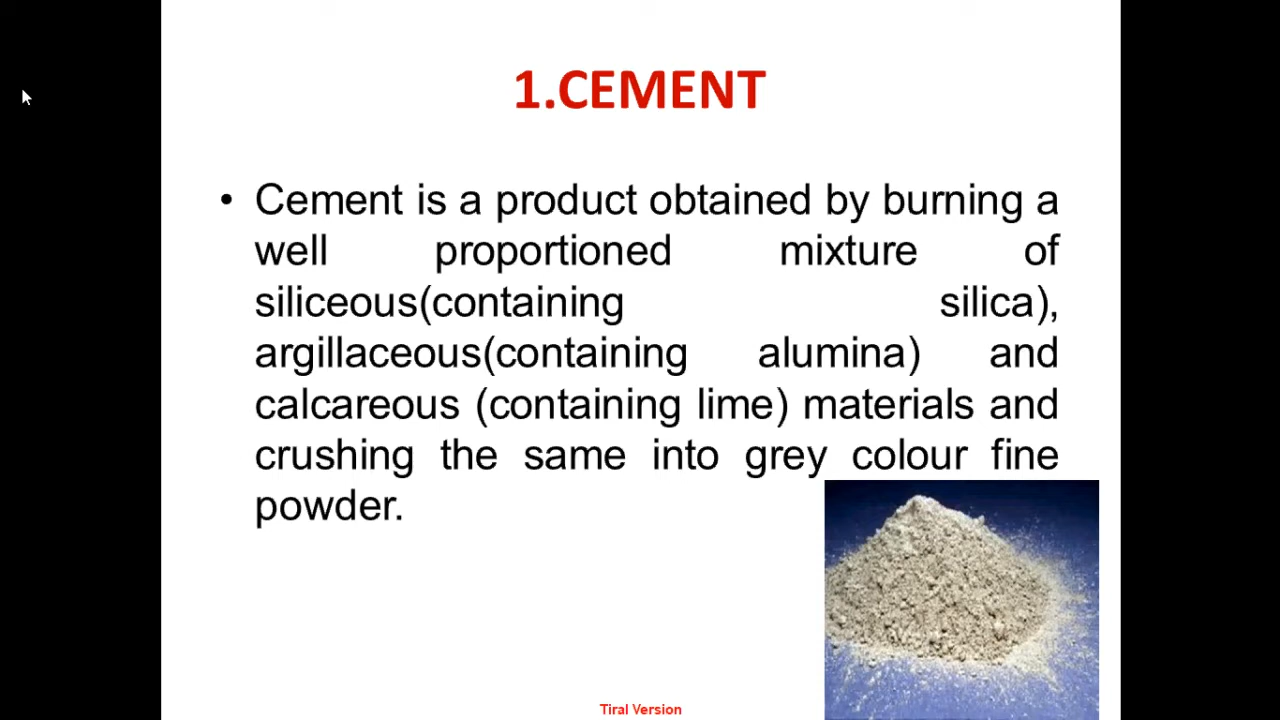 1.CEMENT
• Cement is a product obtained by burning a
well proportioned mixture of
siliceous(containing silica),
argillaceous(containing alumina) and
calcareous (containing lime) materials and
crushing the same into grey colour fine
powder.
Tiral Version